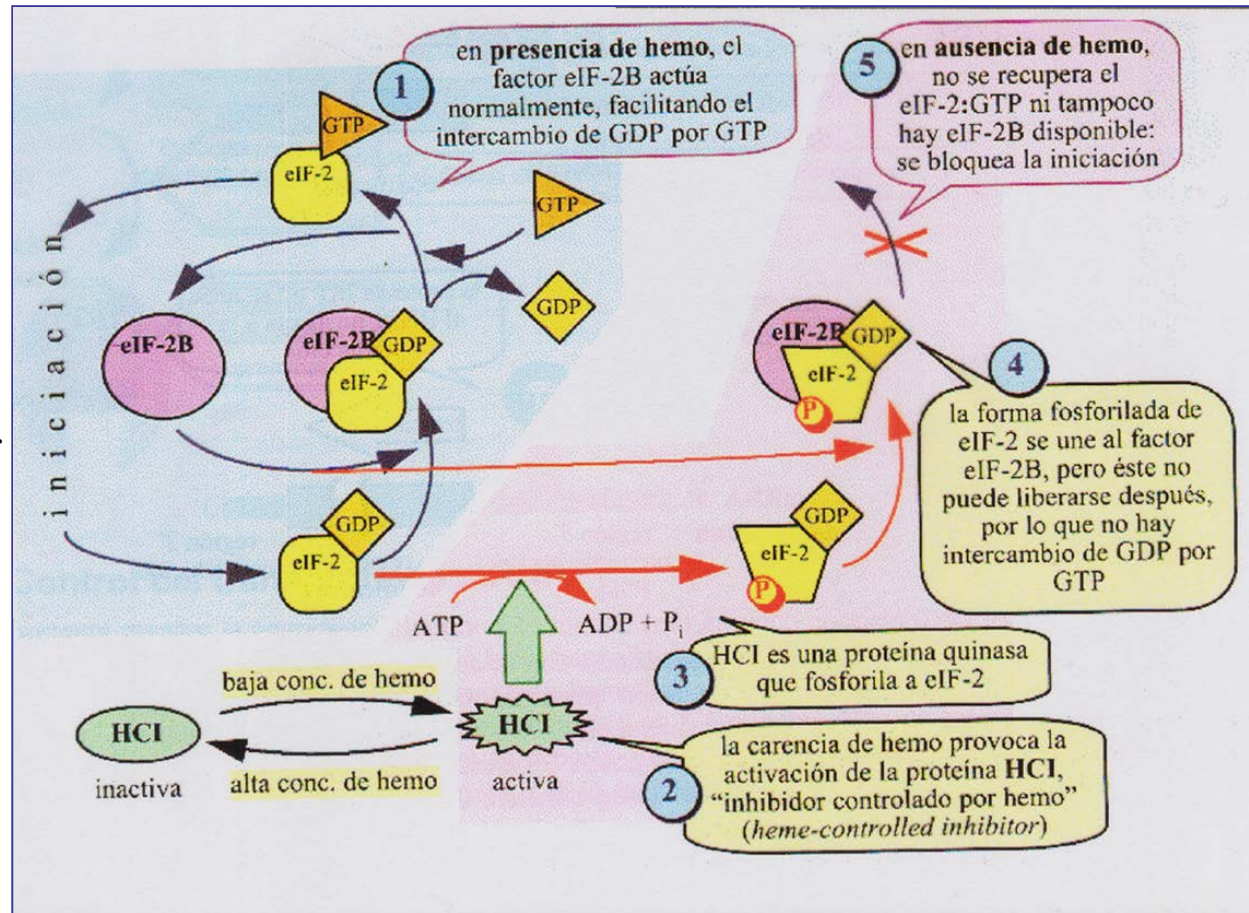 en presencia de hemo, el
factor eIF-2B actúa
normalmente, facilitando el
intercambio de GDP por GTP
1
5
en ausencia de hemo,
no se recupera el
eIF-2:GTP ni tampoco
hay eIF-2B disponible:
se bloquea la iniciación
GTP
eIF-2
GTP
GDP
iniciación
eIF-2B
eIF-2B
GDP
eIF-2
eIF-2B
GDP
eIF-2
P
4
la forma fosforilada de
eIF-2 se une al factor
eIF-2B, pero éste no
puede liberarse después,
por lo que no hay
intercambio de GDP por
GTP
GDP
eIF-2
GDP
eIF-2
P
ATP
ADP + Pi
3
HCI es una proteína quinasa
que fosforila a eIF-2
baja conc. de hemo
HCI
inactiva
alta conc. de hemo
HCI
activa
2
la carencia de hemo provoca la
activación de la proteína HCI,
“inhibidor controlado por hemo”
(heme-controlled inhibitor)